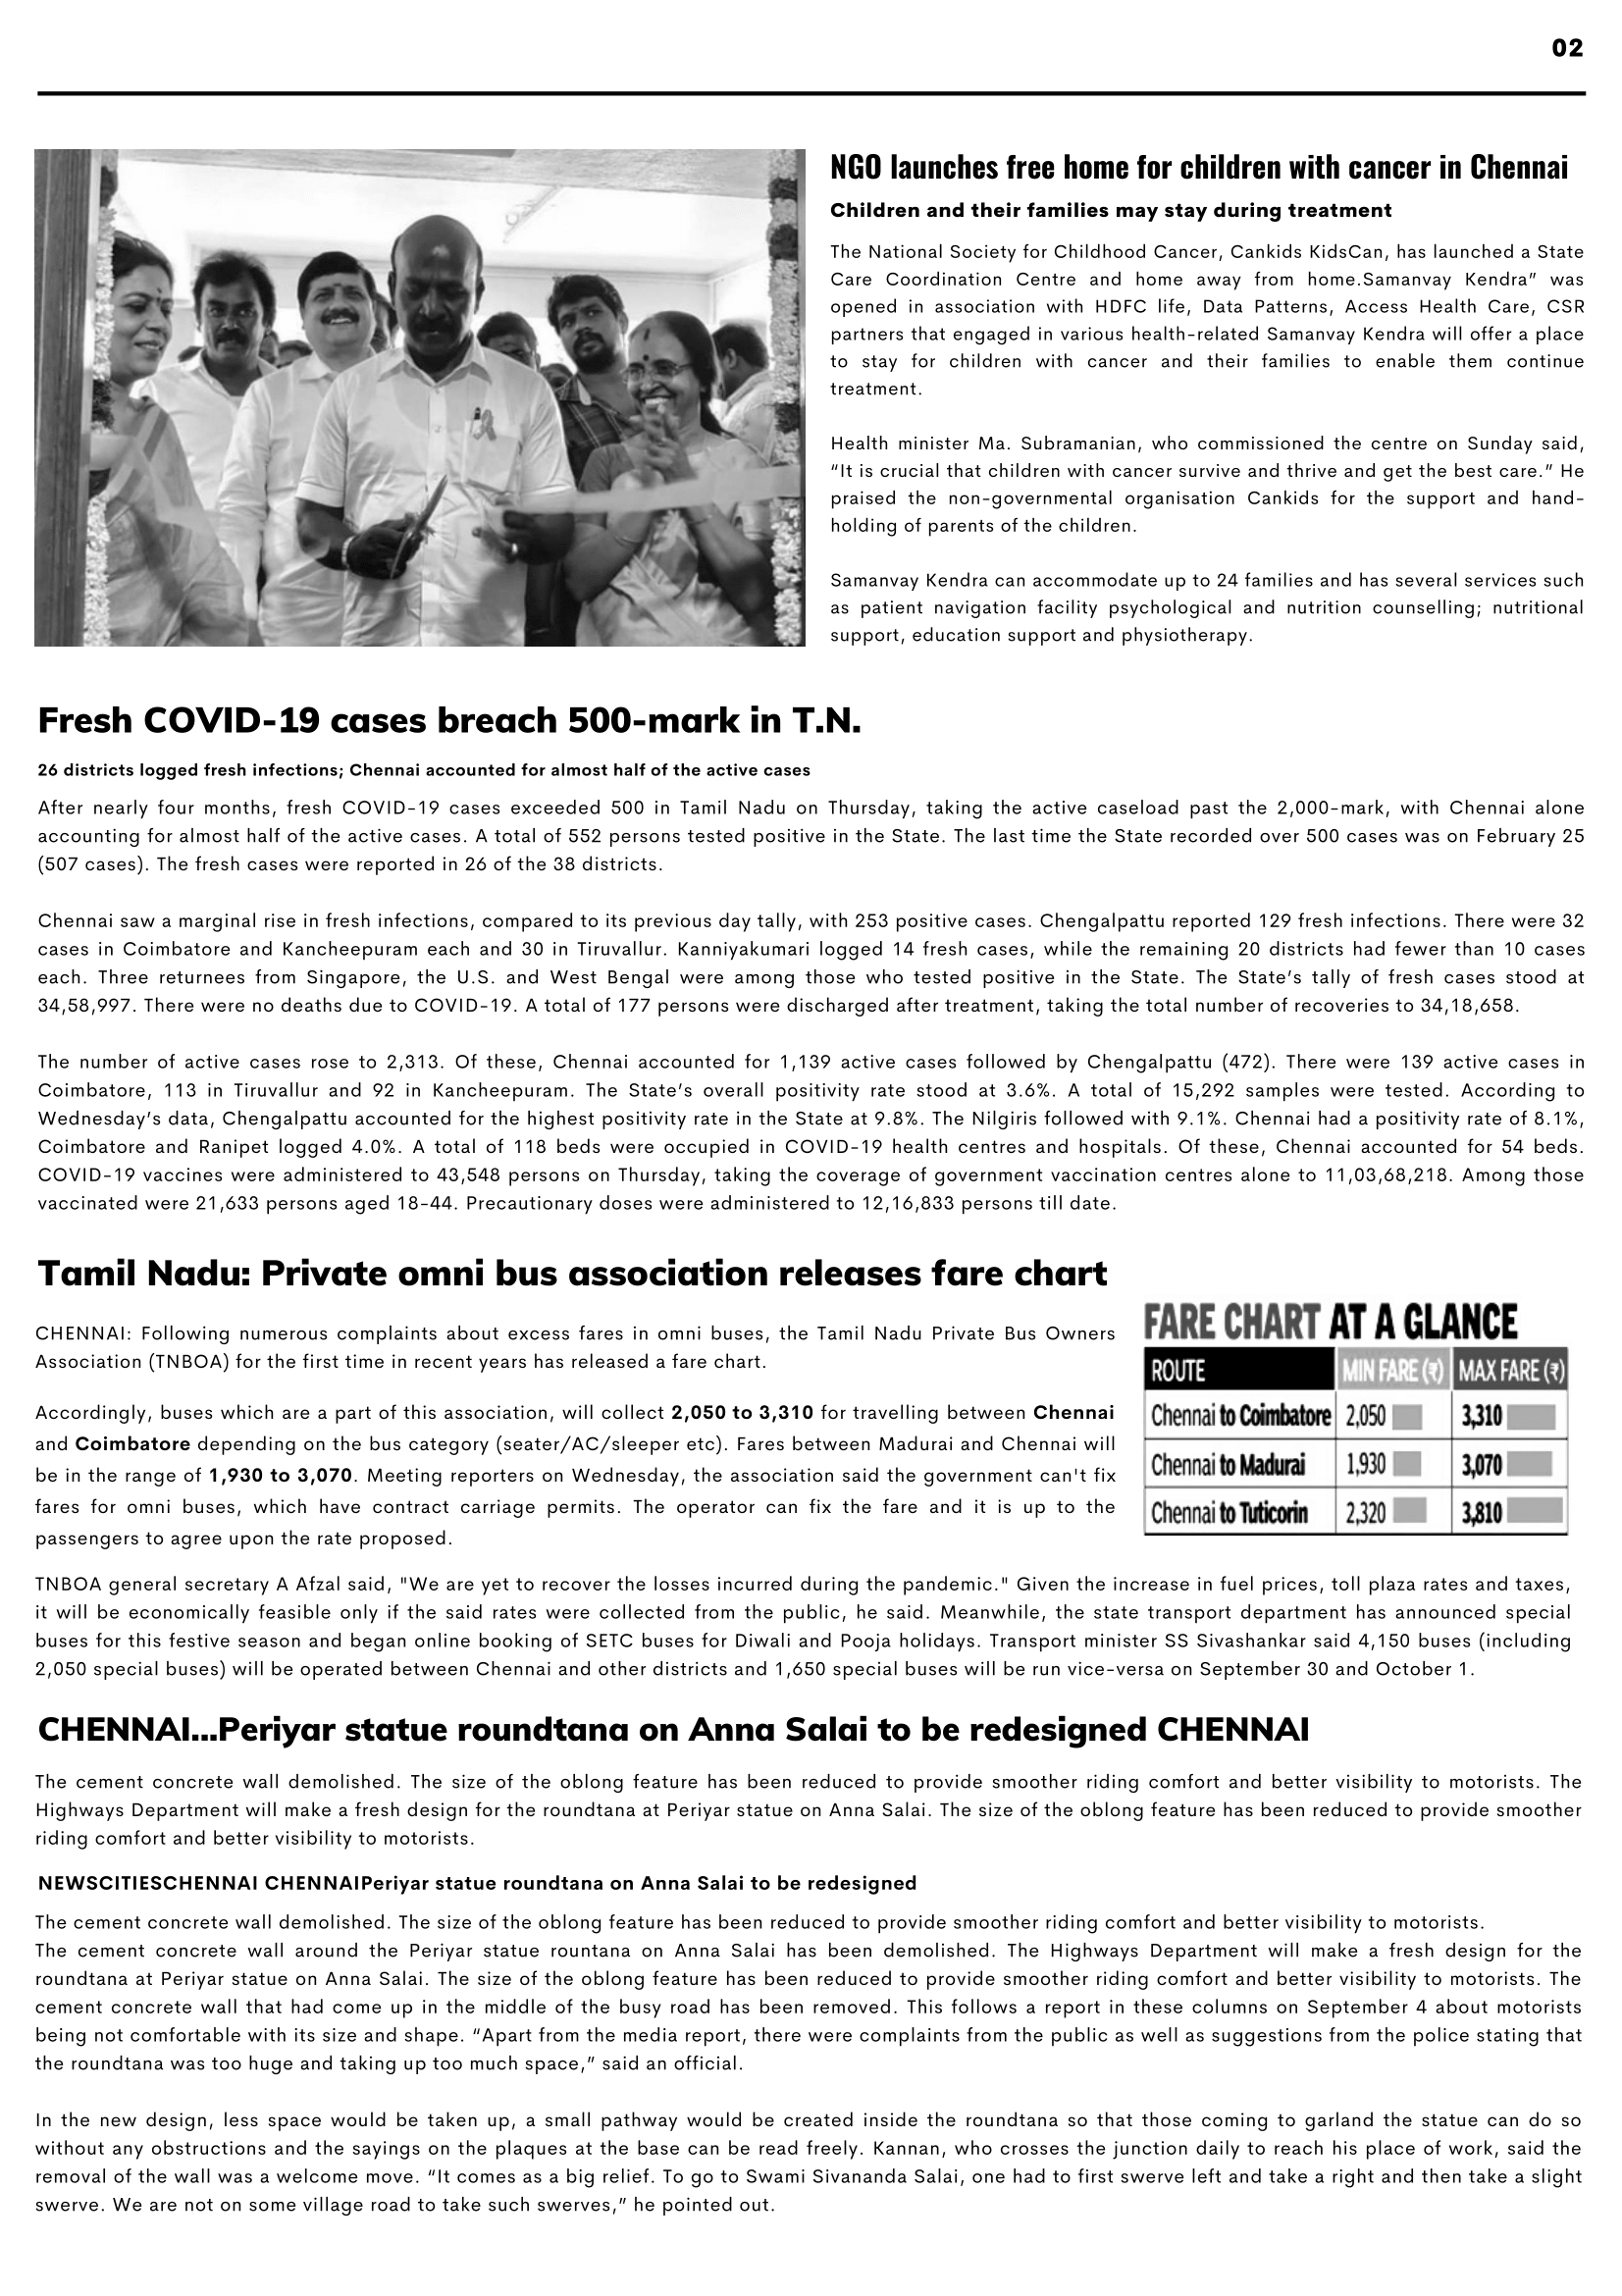 02
NGO launches free home for children with cancer in Chennai
Children and their families may stay during treatment
The National Society for Childhood Cancer, Cankids KidsCan, has launched a State
Care Coordination Centre and home away from home.Samanvay Kendra” was
opened in association with HDFC life, Data Patterns, Access Health Care, CSR
partners that engaged in various health-related Samanvay Kendra will offer a place
to stay for children with cancer and their families to enable them continue
treatment.
Health minister Ma. Subramanian, who commissioned the centre on Sunday said,
“It is crucial that children with cancer survive and thrive and get the best care.” He
praised the non-governmental organisation Cankids for the support and hand-
holding of parents of the children.
Samanvay Kendra can accommodate up to 24 families and has several services such
as patient navigation facility psychological and nutrition counselling; nutritional
support, education support and physiotherapy.
Fresh COVID-19 cases breach 500-mark in T.N.
26 districts logged fresh infections; Chennai accounted for almost half of the active cases
After nearly four months, fresh COVID-19 cases exceeded 500 in Tamil Nadu on Thursday, taking the active caseload past the 2,000-mark, with Chennai alone
accounting for almost half of the active cases. A total of 552 persons tested positive in the State. The last time the State recorded over 500 cases was on February 25
(507 cases). The fresh cases were reported in 26 of the 38 districts.
Chennai saw a marginal rise in fresh infections, compared to its previous day tally, with 253 positive cases. Chengalpattu reported 129 fresh infections. There were 32
cases in Coimbatore and Kancheepuram each and 30 in Tiruvallur. Kanniyakumari logged 14 fresh cases, while the remaining 20 districts had fewer than 10 cases
each. Three returnees from Singapore, the U.S. and West Bengal were among those who tested positive in the State. The State’s tally of fresh cases stood at
34,58,997. There were no deaths due to COVID-19. A total of 177 persons were discharged after treatment, taking the total number of recoveries to 34,18,658.
The number of active cases rose to 2,313. Of these, Chennai accounted for 1,139 active cases followed by Chengalpattu (472). There were 139 active cases in
Coimbatore, 113 in Tiruvallur and 92 in Kancheepuram. The State’s overall positivity rate stood at 3.6%. A total of 15,292 samples were tested. According to
Wednesday’s data, Chengalpattu accounted for the highest positivity rate in the State at 9.8%. The Nilgiris followed with 9.1%. Chennai had a positivity rate of 8.1%,
Coimbatore and Ranipet logged 4.0%. A total of 118 beds were occupied in COVID-19 health centres and hospitals. Of these, Chennai accounted for 54 beds.
COVID-19 vaccines were administered to 43,548 persons on Thursday, taking the coverage of government vaccination centres alone to 11,03,68,218. Among those
vaccinated were 21,633 persons aged 18-44. Precautionary doses were administered to 12,16,833 persons till date.
Tamil Nadu: Private omni bus association releases fare chart
CHENNAI: Following numerous complaints about excess fares in omni buses, the Tamil Nadu Private Bus Owners
Association (TNBOA) for the first time in recent years has released a fare chart.
Accordingly, buses which are a part of this association, will collect 2,050 to 3,310 for travelling between Chennai
and Coimbatore depending on the bus category (seater/AC/sleeper etc). Fares between Madurai and Chennai will
be in the range of 1,930 to 3,070. Meeting reporters on Wednesday, the association said the government can't fix
fares for omni buses, which have contract carriage permits. The operator can fix the fare and it is up to the
passengers to agree upon the rate proposed.
FARE CHART AT A GLANCE
ROUTE MIN FARE (₹) MAX FARE (₹)
Chennai to Coimbatore 2,050 3,310
Chennai to Madurai 1,930 3,070
Chennai to Tuticorin 2,320 3,810
TNBOA general secretary A Afzal said, "We are yet to recover the losses incurred during the pandemic." Given the increase in fuel prices, toll plaza rates and taxes,
it will be economically feasible only if the said rates were collected from the public, he said. Meanwhile, the state transport department has announced special
buses for this festive season and began online booking of SETC buses for Diwali and Pooja holidays. Transport minister SS Sivashankar said 4,150 buses (including
2,050 special buses) will be operated between Chennai and other districts and 1,650 special buses will be run vice-versa on September 30 and October 1.
CHENNAI...Periyar statue roundtana on Anna Salai to be redesigned CHENNAI
The cement concrete wall demolished. The size of the oblong feature has been reduced to provide smoother riding comfort and better visibility to motorists. The
Highways Department will make a fresh design for the roundtana at Periyar statue on Anna Salai. The size of the oblong feature has been reduced to provide smoother
riding comfort and better visibility to motorists.
NEWSCITIESCHENNAI CHENNAIPeriyar statue roundtana on Anna Salai to be redesigned
The cement concrete wall demolished. The size of the oblong feature has been reduced to provide smoother riding comfort and better visibility to motorists.
The cement concrete wall around the Periyar statue rountana on Anna Salai has been demolished. The Highways Department will make a fresh design for the
roundtana at Periyar statue on Anna Salai. The size of the oblong feature has been reduced to provide smoother riding comfort and better visibility to motorists. The
cement concrete wall that had come up in the middle of the busy road has been removed. This follows a report in these columns on September 4 about motorists
being not comfortable with its size and shape. “Apart from the media report, there were complaints from the public as well as suggestions from the police stating that
the roundtana was too huge and taking up too much space,” said an official.
In the new design, less space would be taken up, a small pathway would be created inside the roundtana so that those coming to garland the statue can do so
without any obstructions and the sayings on the plaques at the base can be read freely. Kannan, who crosses the junction daily to reach his place of work, said the
removal of the wall was a welcome move. “It comes as a big relief. To go to Swami Sivananda Salai, one had to first swerve left and take a right and then take a slight
swerve. We are not on some village road to take such swerves,” he pointed out.